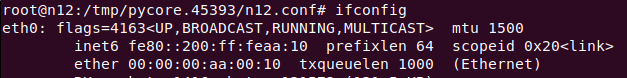 root@n12:/tmp/pycore.45393/n12.conf# ifconfig
eth0: flags=4163<UP,BROADCAST,RUNNING,MULTICAST>  mtu 1500
        inet6 fe80::200:ff:feaa:10  prefixlen 64  scopeid 0x20<link>
        ether 00:00:00:aa:00:10  txqueuelen 1000  (Ethernet)